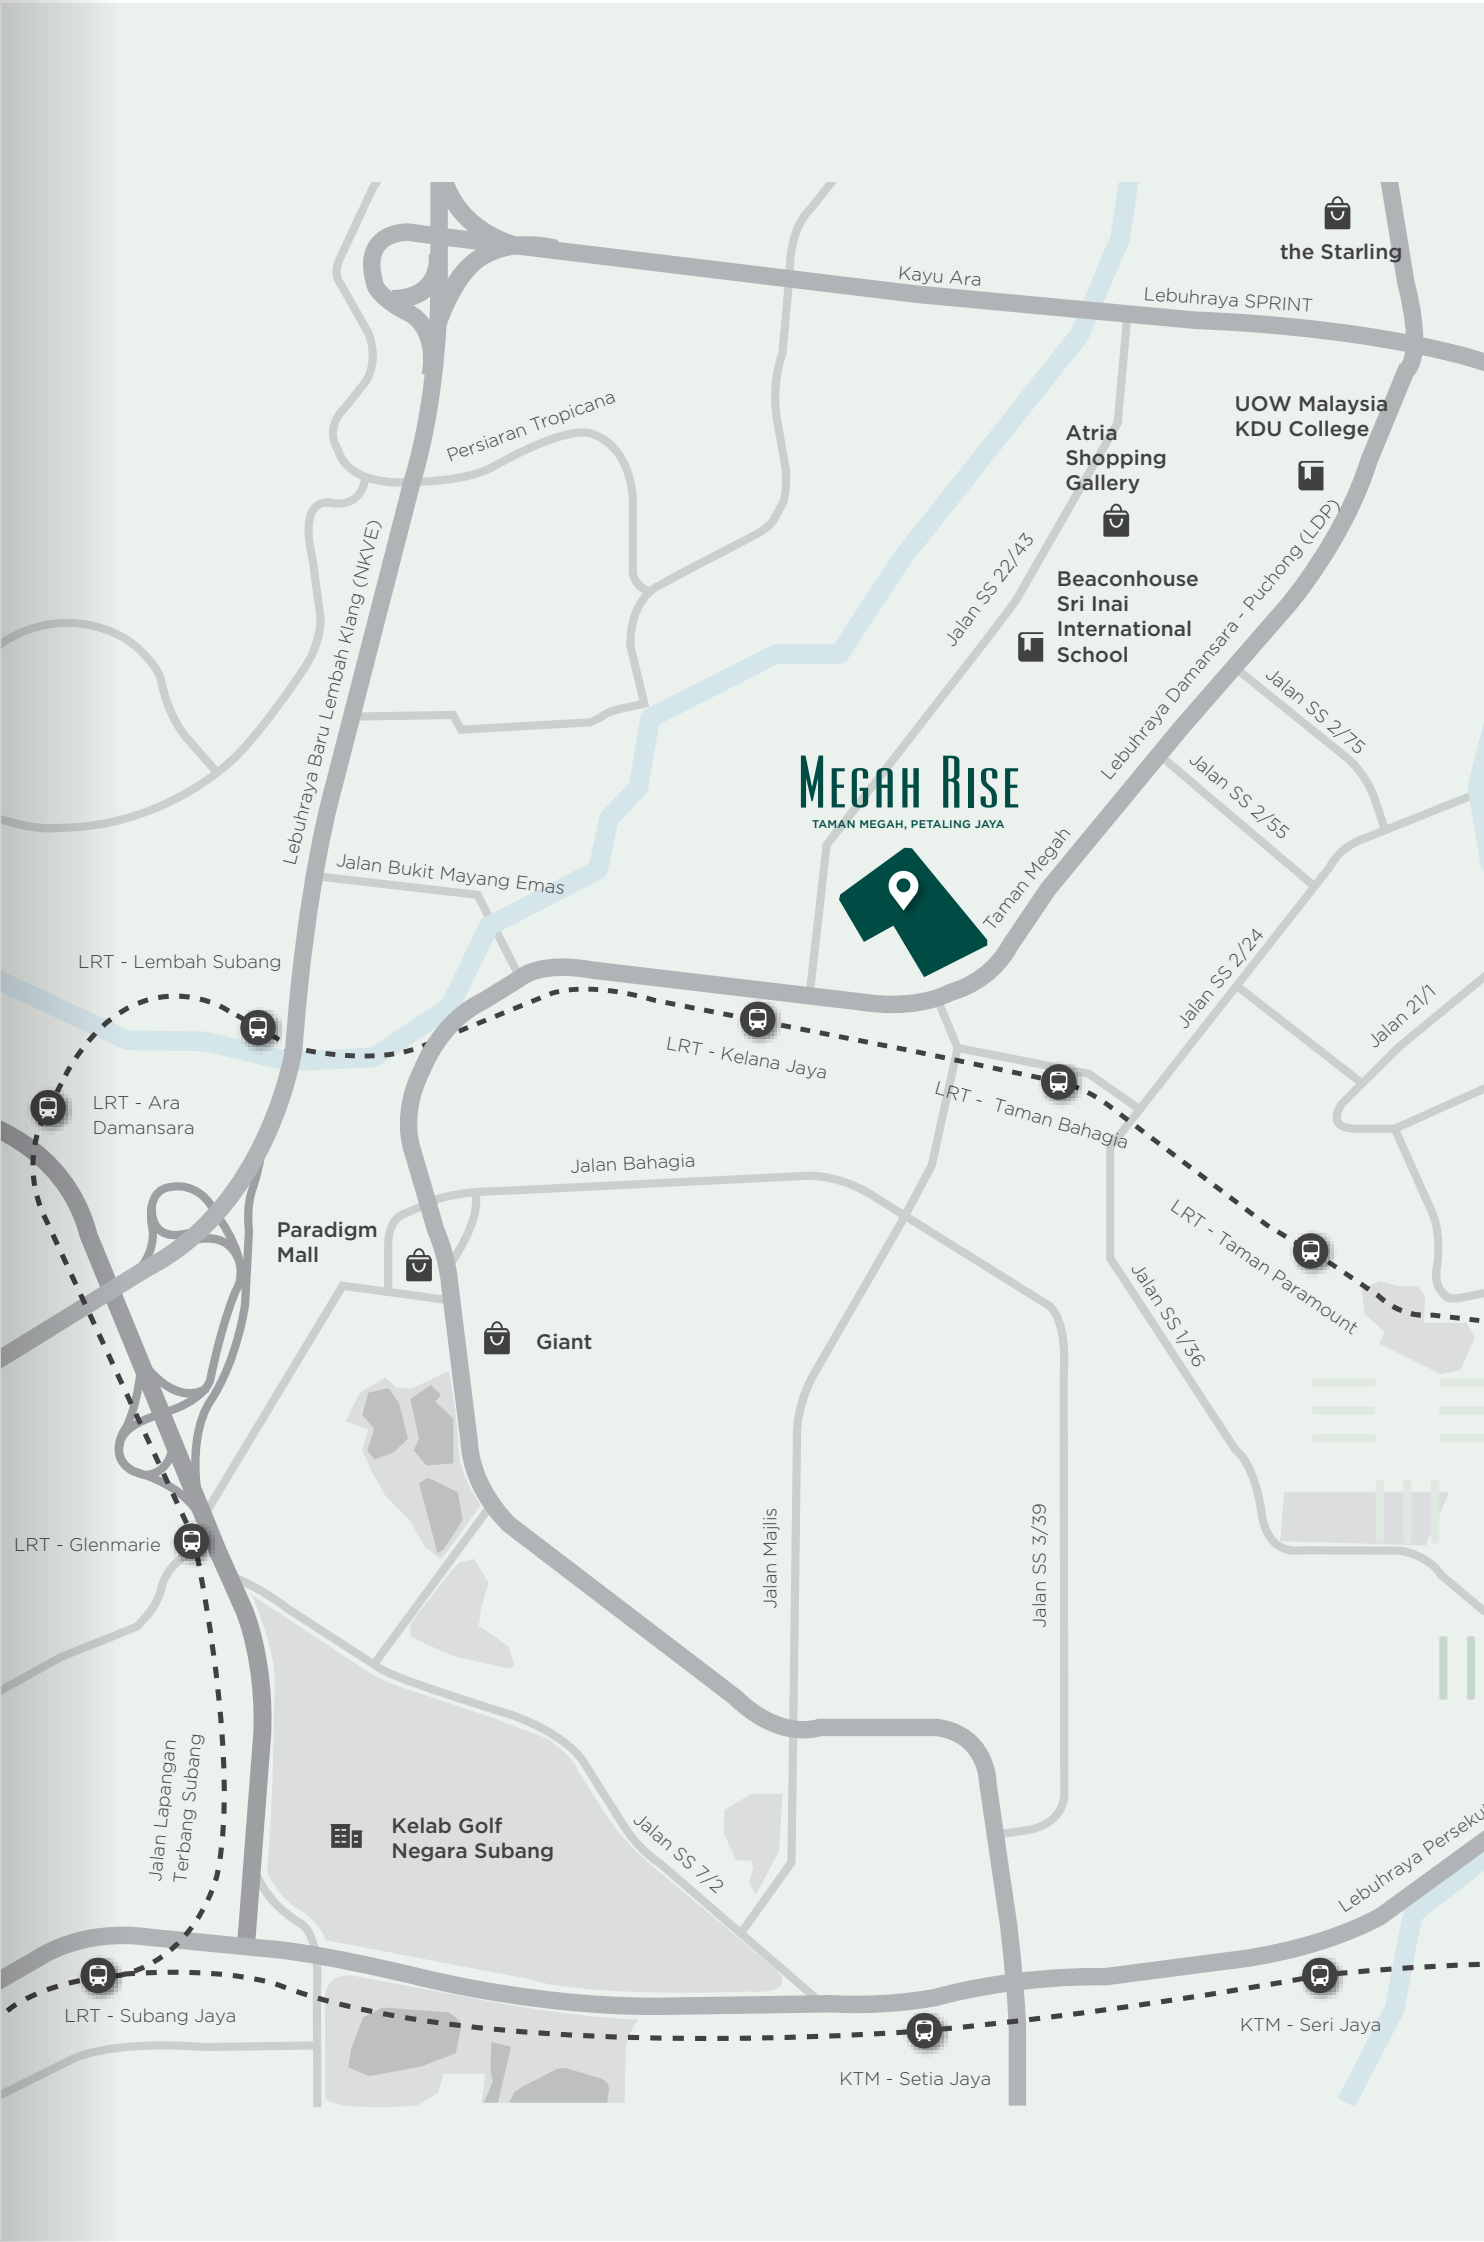 the Starling
Kayu Ara
Lebuhraya SPRINT
Persiaran Tropicana
UOW Malaysia
KDU College
Atria
Shopping
Gallery
Lebuhraya Baru Lembah Klang (NKVE)
Jalan SS 22/43
Beaconhouse
Sri Inai
International
School
Lebuhraya Damansara - Puchong (LDP)
Jalan SS 2/75
Jalan SS 2/55
MEGAH RISE
TAMAN MEGAH, PETALING JAYA
Taman Megah
Jalan Bukit Mayang Emas
LRT - Lembah Subang
Jalan SS 2/24
Jalan 21/1
LRT - Kelana Jaya
LRT - Taman Bahagia
LRT - Ara
Damansara
Jalan Bahagia
Paradigm
Mall
LRT - Taman Paramount
Jalan SS 1/36
Giant
LRT - Glenmarie
Jalan Majlis
Jalan SS 3/39
Jalan Lapangan
Terbang Subang
Kelab Golf
Negara Subang
Jalan SS 7/2
Lebuhraya Perseku
LRT - Subang Jaya
KTM - Setia Jaya
KTM - Seri Jaya